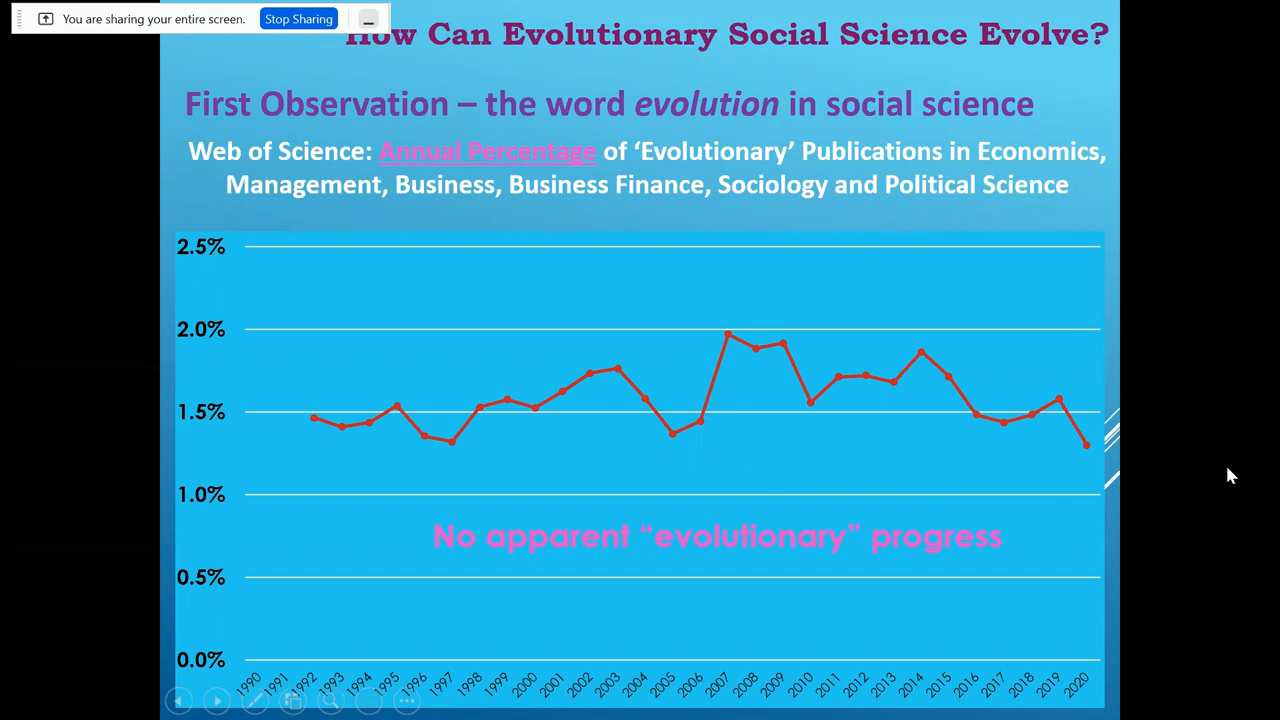 You are sharing your entire screen.
Stop Sharing
How Can Evolutionary Social Science Evolve?
First Observation – the word evolution in social science
Web of Science: Annual Percentage of ‘Evolutionary’ Publications in Economics,
Management, Business, Business Finance, Sociology and Political Science
2.5%
2.0%
1.5%
1.0%
No apparent “evolutionary” progress
0.5%
0.0%
1990 1991 1992 1993 1994 1995 1996 1997 1998 1999 2000 2001 2002 2003 2004 2005 2006 2007 2008 2009 2010 2011 2012 2013 2014 2015 2016 2017 2018 2019 2020